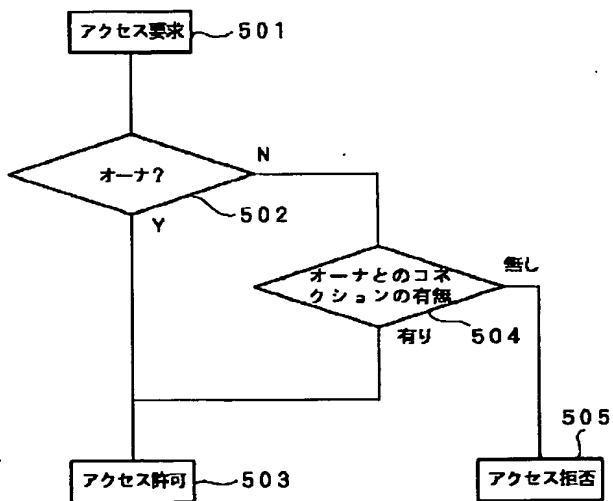 アクセス要求
501
オーナ?
N
502
Y
オーナとのコネ
クションの有無
無し
有り
504
505
アクセス許可
503
アクセス拒否